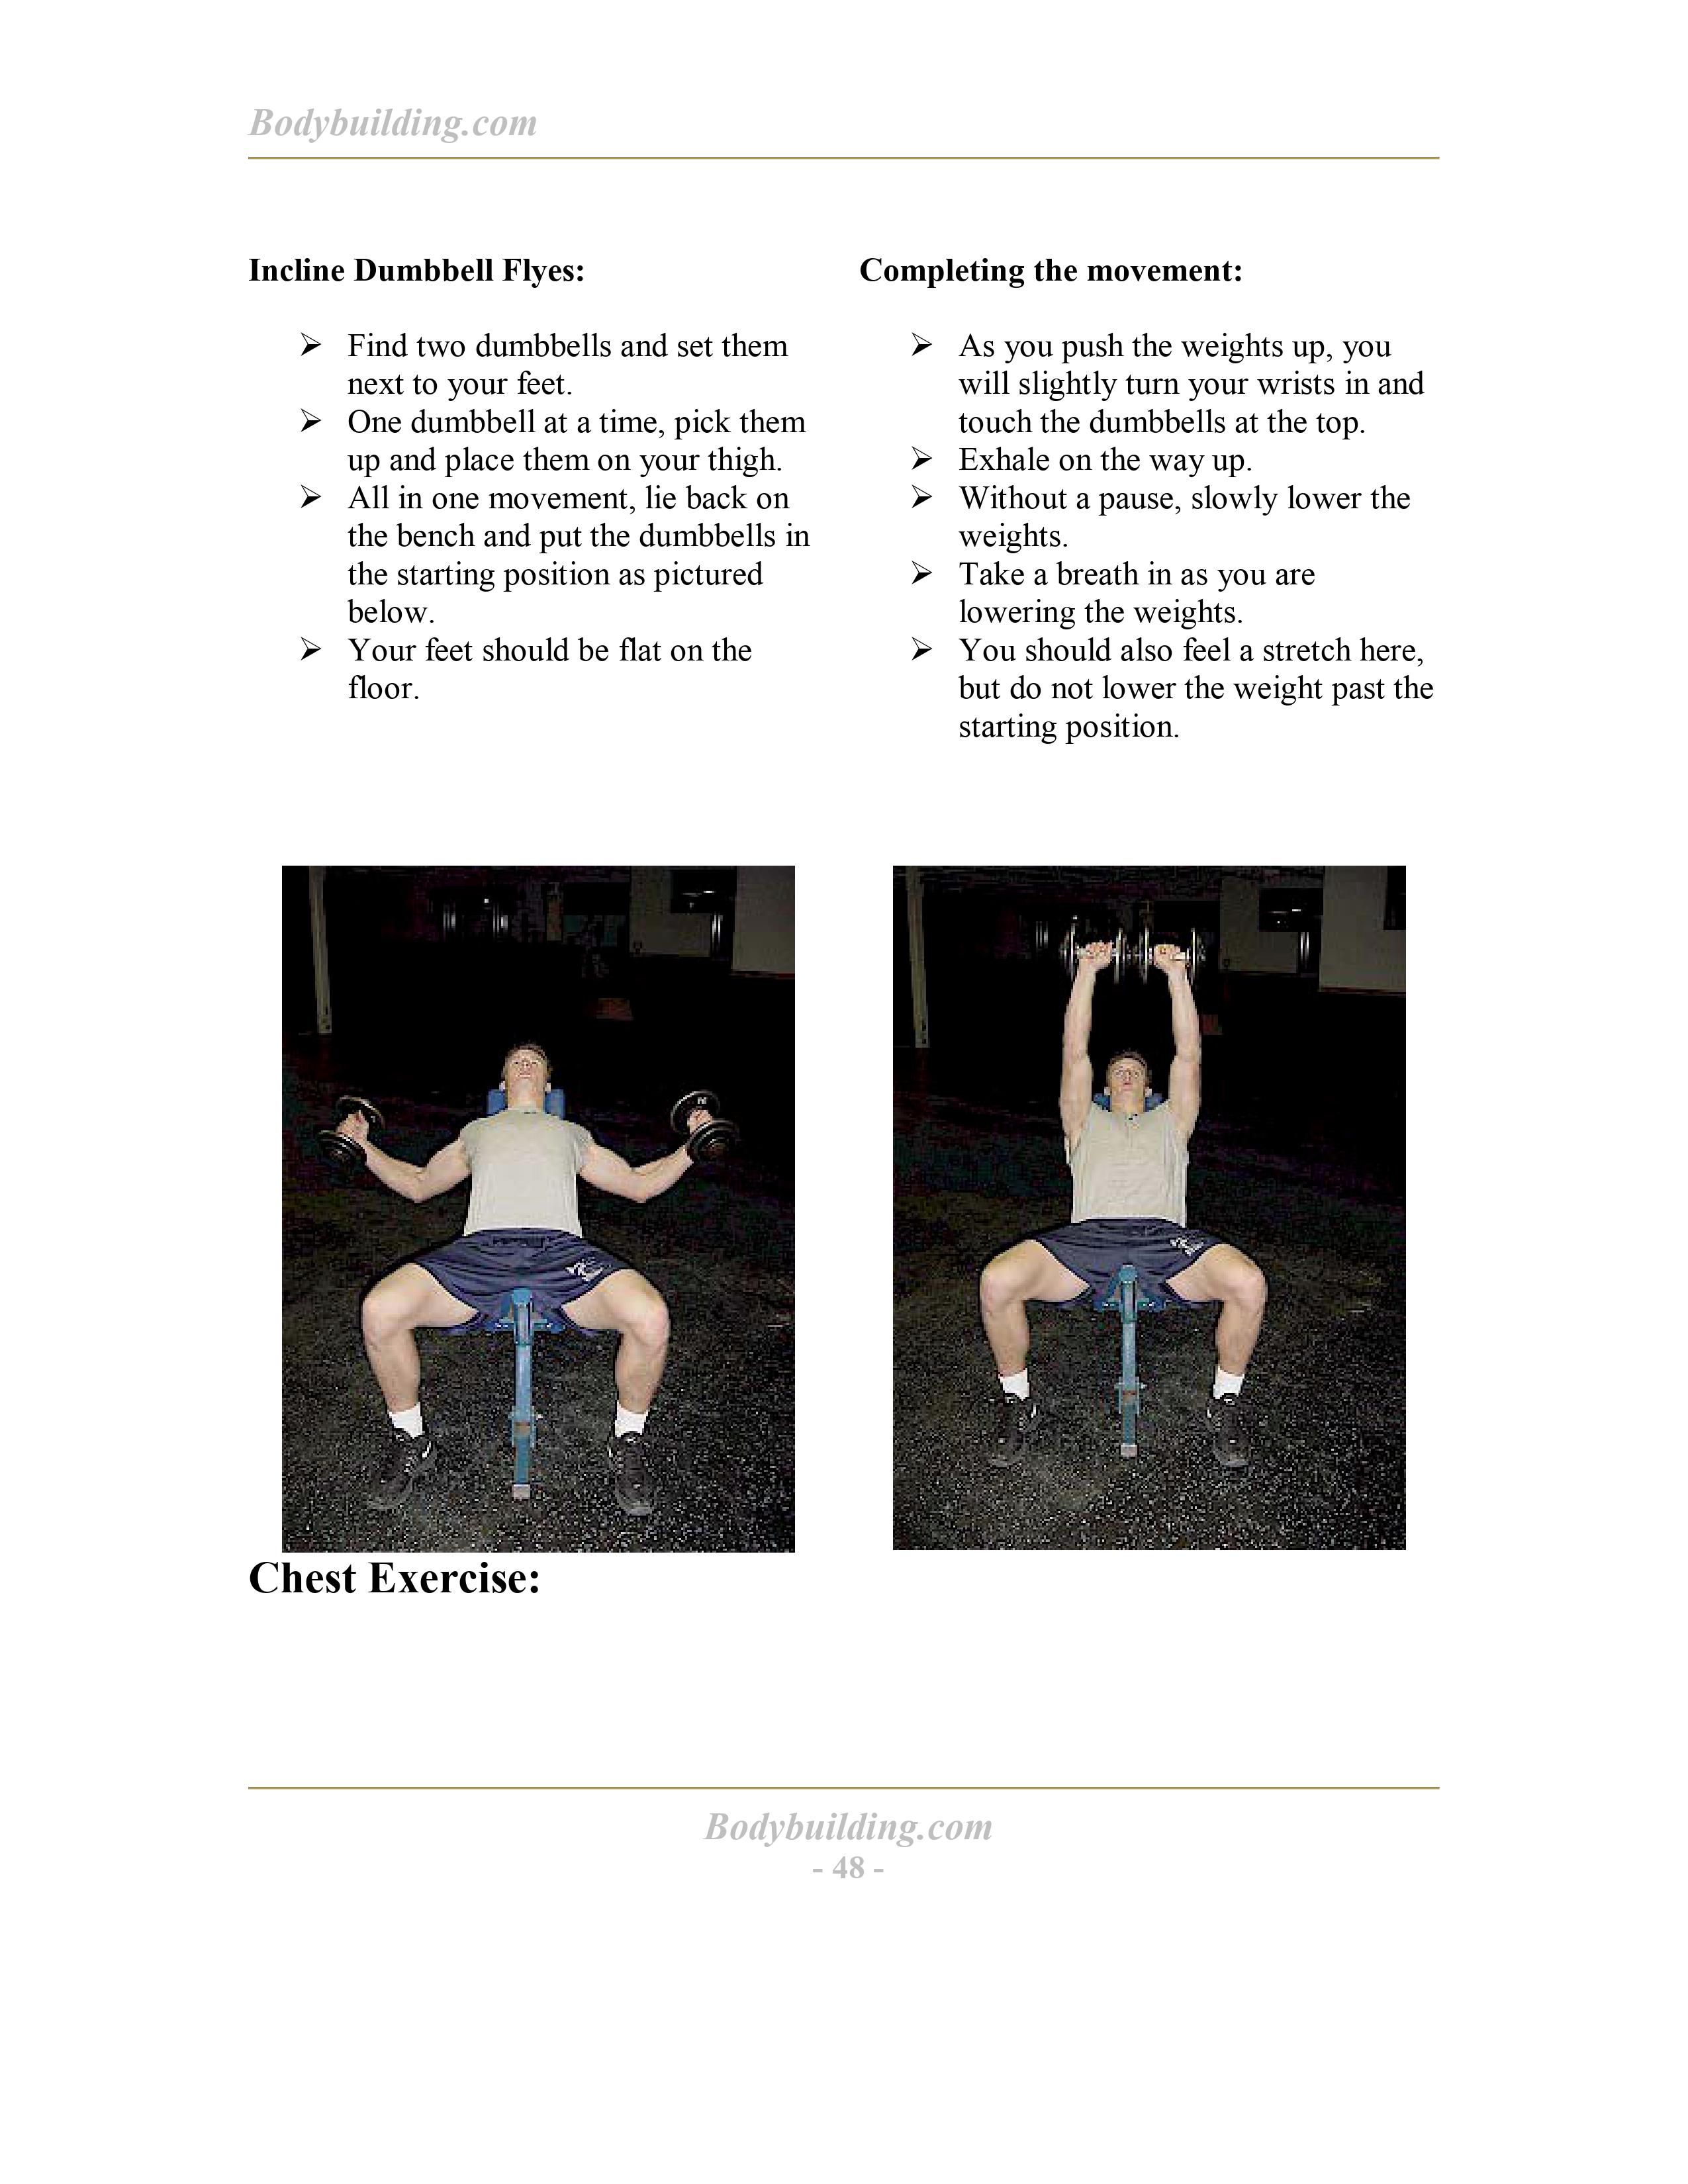 Bodybuilding.com
Incline Dumbbell Flyes:
➢ Find two dumbbells and set them
next to your feet.
➢ One dumbbell at a time, pick them
up and place them on your thigh.
➢ All in one movement, lie back on
the bench and put the dumbbells in
the starting position as pictured
below.
➢ Your feet should be flat on the
floor.
Completing the movement:
➢ As you push the weights up, you
will slightly turn your wrists in and
touch the dumbbells at the top.
➢ Exhale on the way up.
➢ Without a pause, slowly lower the
weights.
➢ Take a breath in as you are
lowering the weights.
➢ You should also feel a stretch here,
but do not lower the weight past the
starting position.
Chest Exercise:
Bodybuilding.com
- 48 -